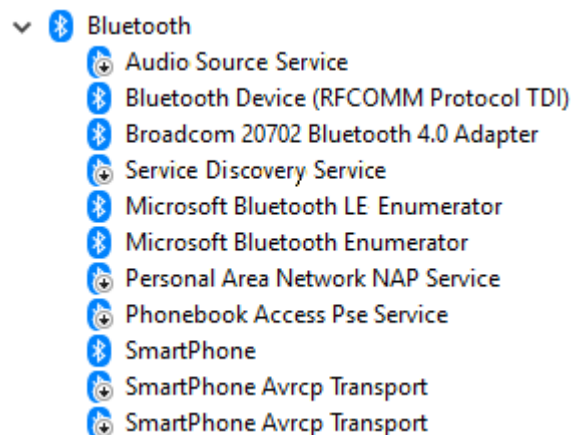 Bluetooth
Audio Source Service
Bluetooth Device (RFCOMM Protocol TDI)
Broadcom 20702 Bluetooth 4.0 Adapter
Service Discovery Service
Microsoft Bluetooth LE Enumerator
Microsoft Bluetooth Enumerator
Personal Area Network NAP Service
Phonebook Access Pse Service
SmartPhone
SmartPhone Avrcp Transport
SmartPhone Avrcp Transport